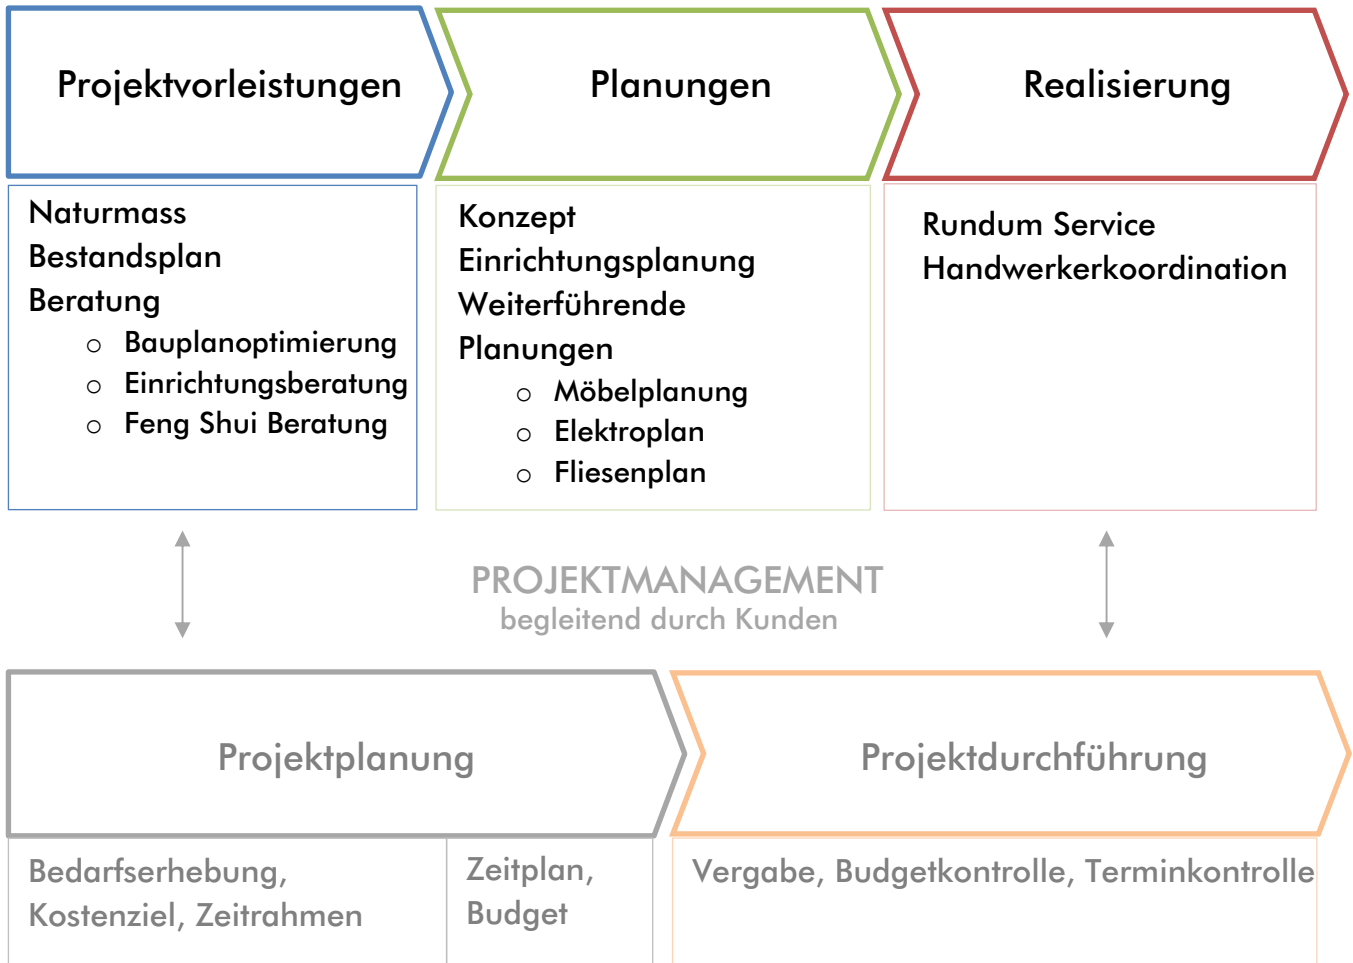 Projektvorleistungen
Planungen
Realisierung
Naturmass
Bestandsplan
Beratung
o Bauplanoptimierung
o Einrichtungsberatung
o Feng Shui Beratung
Konzept
Einrichtungsplanung
Weiterführende
Planungen
o Möbelplanung
o Elektroplan
o Fliesenplan
Rundum Service
Handwerkerkoordination
PROJEKTMANAGEMENT
begleitend durch Kunden
Projektplanung
Projektdurchführung
Bedarfserhebung,
Kostenziel, Zeitrahmen
Zeitplan,
Budget
Vergabe, Budgetkontrolle, Terminkontrolle